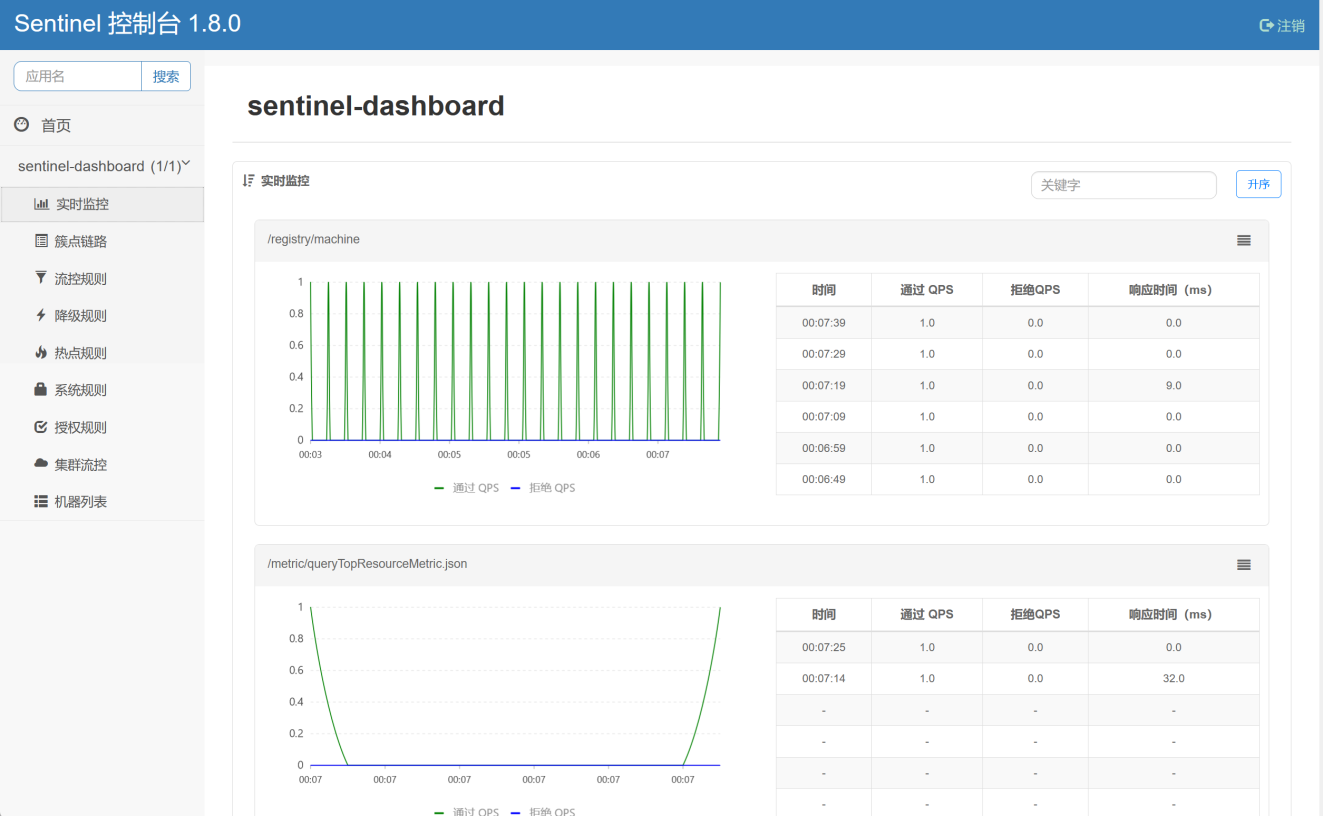 Sentinel 控制台 1.8.0
注销
应用名 搜索
首页
sentinel-dashboard (1/1)
实时监控
簇点链路
流控规则
降级规则
热点规则
系统规则
授权规则
集群流控
机器列表
sentinel-dashboard
实时监控
关键字 升序
/registry/machine
1
0.8
0.6
0.4
0.2
0
00:03 00:04 00:05 00:05 00:06 00:07
通过 QPS 拒绝 QPS
时间 通过 QPS 拒绝QPS 响应时间（ms）
00:07:39 1.0 0.0 0.0
00:07:29 1.0 0.0 0.0
00:07:19 1.0 0.0 9.0
00:07:09 1.0 0.0 0.0
00:06:59 1.0 0.0 0.0
00:06:49 1.0 0.0 0.0
/metric/queryTopResourceMetric.json
1
0.8
0.6
0.4
0.2
0
00:07 00:07 00:07 00:07 00:07 00:07
通过 QPS 拒绝 QPS
时间 通过 QPS 拒绝QPS 响应时间（ms）
00:07:25 1.0 0.0 0.0
00:07:14 1.0 0.0 32.0
- - - -
- - - -
- - - -
- - - -